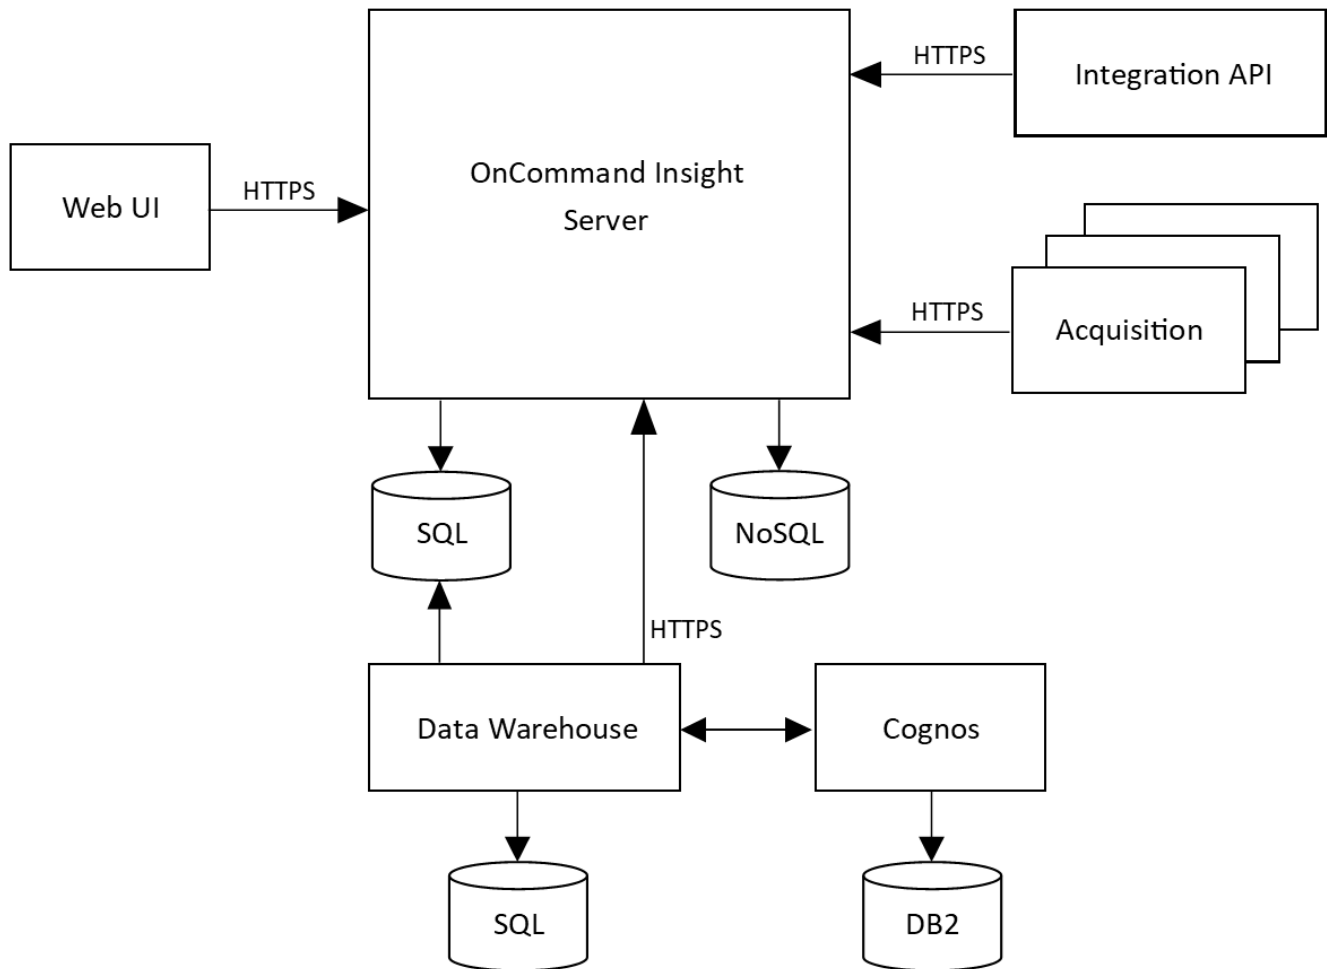 HTTPS
Integration API
OnCommand Insight
Server
Web UI
HTTPS
HTTPS
Acquisition
SQL
NoSQL
HTTPS
Data Warehouse
Cognos
SQL
DB2